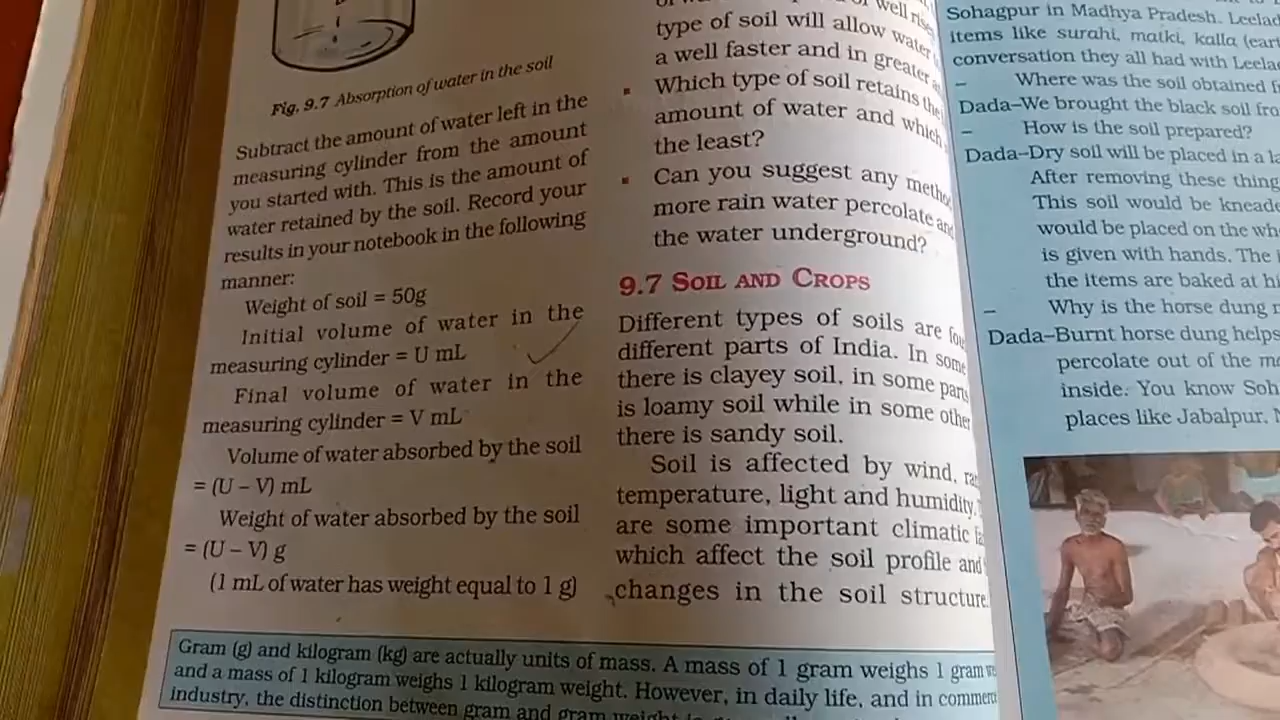 Fig. 9.7 Absorption of water in the soil
Subtract the amount of water left in the
measuring cylinder from the amount
you started with. This is the amount of
water retained by the soil. Record your
results in your notebook in the following
manner:
Weight of soil = 50g
Initial volume of water in the
measuring cylinder = U mL
Final volume of water in the
measuring cylinder = V mL
Volume of water absorbed by the soil
= (U – V) mL
Weight of water absorbed by the soil
= (U – V) g
(1 mL of water has weight equal to 1 g)
well
type of soil will allow water
a well faster and in greater
Which type of soil retains the
amount of water and which
the least?
Can you suggest any
more rain water percolate and
the water underground?
9.7 SOIL AND CROPS
Different types of soils are
different parts of India. In some
there is clayey soil, in some parts
is loamy soil while in some other
there is sandy soil.
Soil is affected by wind,
temperature, light and humidity.
are some important climatic
which affect the soil profile and
changes in the soil structure.
Gram (g) and kilogram (kg) are actually units of mass. A mass of 1 gram weighs 1 gram
and a mass of 1 kilogram weighs 1 kilogram weight. However, in daily life, and in
industry, the distinction between gram and gram weight
Sohagpur in Madhya Pradesh.
items like surahi, matki, kalla
conversation they all had with
– Where was the soil obtained
Dada–We brought the black soil
– How is the soil prepared?
Dada–Dry soil will be placed in a
After removing these
This soil would be
would be placed on the
is given with hands. The
the items are baked at
– Why is the horse dung
Dada–Burnt horse dung helps
percolate out of the
inside. You know
places like Jabalpur,